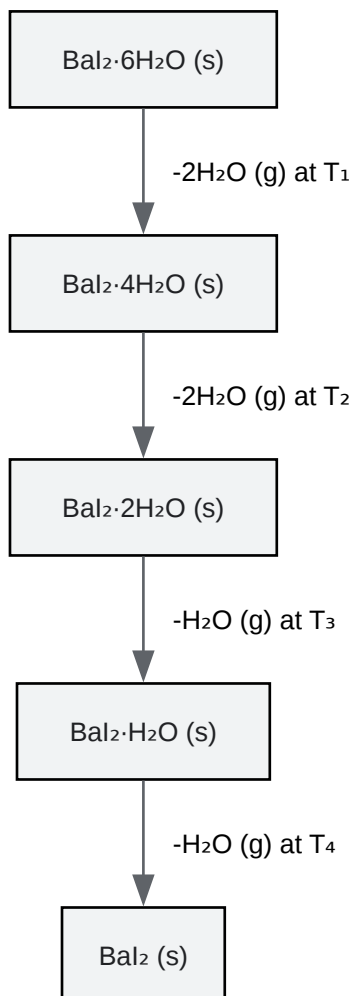 BaI₂·6H₂O (s)
-2H₂O (g) at T₁
BaI₂·4H₂O (s)
-2H₂O (g) at T₂
BaI₂·2H₂O (s)
-H₂O (g) at T₃
BaI₂·H₂O (s)
-H₂O (g) at T₄
BaI₂ (s)